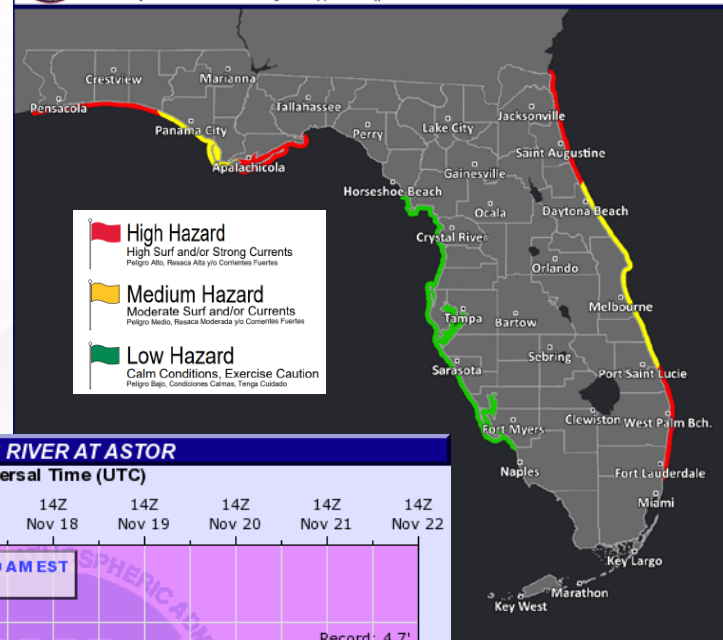 Crestview
Marianna
Pensacola
Tallahassee
Jacksonville
Panama City
Perry
Lake City
Apalachicola
Saint Augustine
Gainesville
Horseshoe Beach
Ocala
Daytona Beach
Crystal River
Orlando
Melbourne
Tampa
Bartow
Sebring
Sarasota
Port Saint Lucie
Clewiston
West Palm Bch.
Fort Myers
Naples
Fort Lauderdale
Miami
Key Largo
Marathon
Key West
High Hazard
High Surf and/or Strong Currents
Peligro Alto, Resaca Alta y/o Corrientes Fuertes
Medium Hazard
Moderate Surf and/or Currents
Peligro Medio, Resaca Moderada y/o Corrientes Fuertes
Low Hazard
Calm Conditions, Exercise Caution
Peligro Bajo, Condiciones Calmas, Tenga Cuidado
RIVER AT ASTOR
ersal Time (UTC)
14Z 14Z 14Z 14Z 14Z
Nov 18 Nov 19 Nov 20 Nov 21 Nov 22
AM EST
OSPHERIC ADM
Record: 4.7'